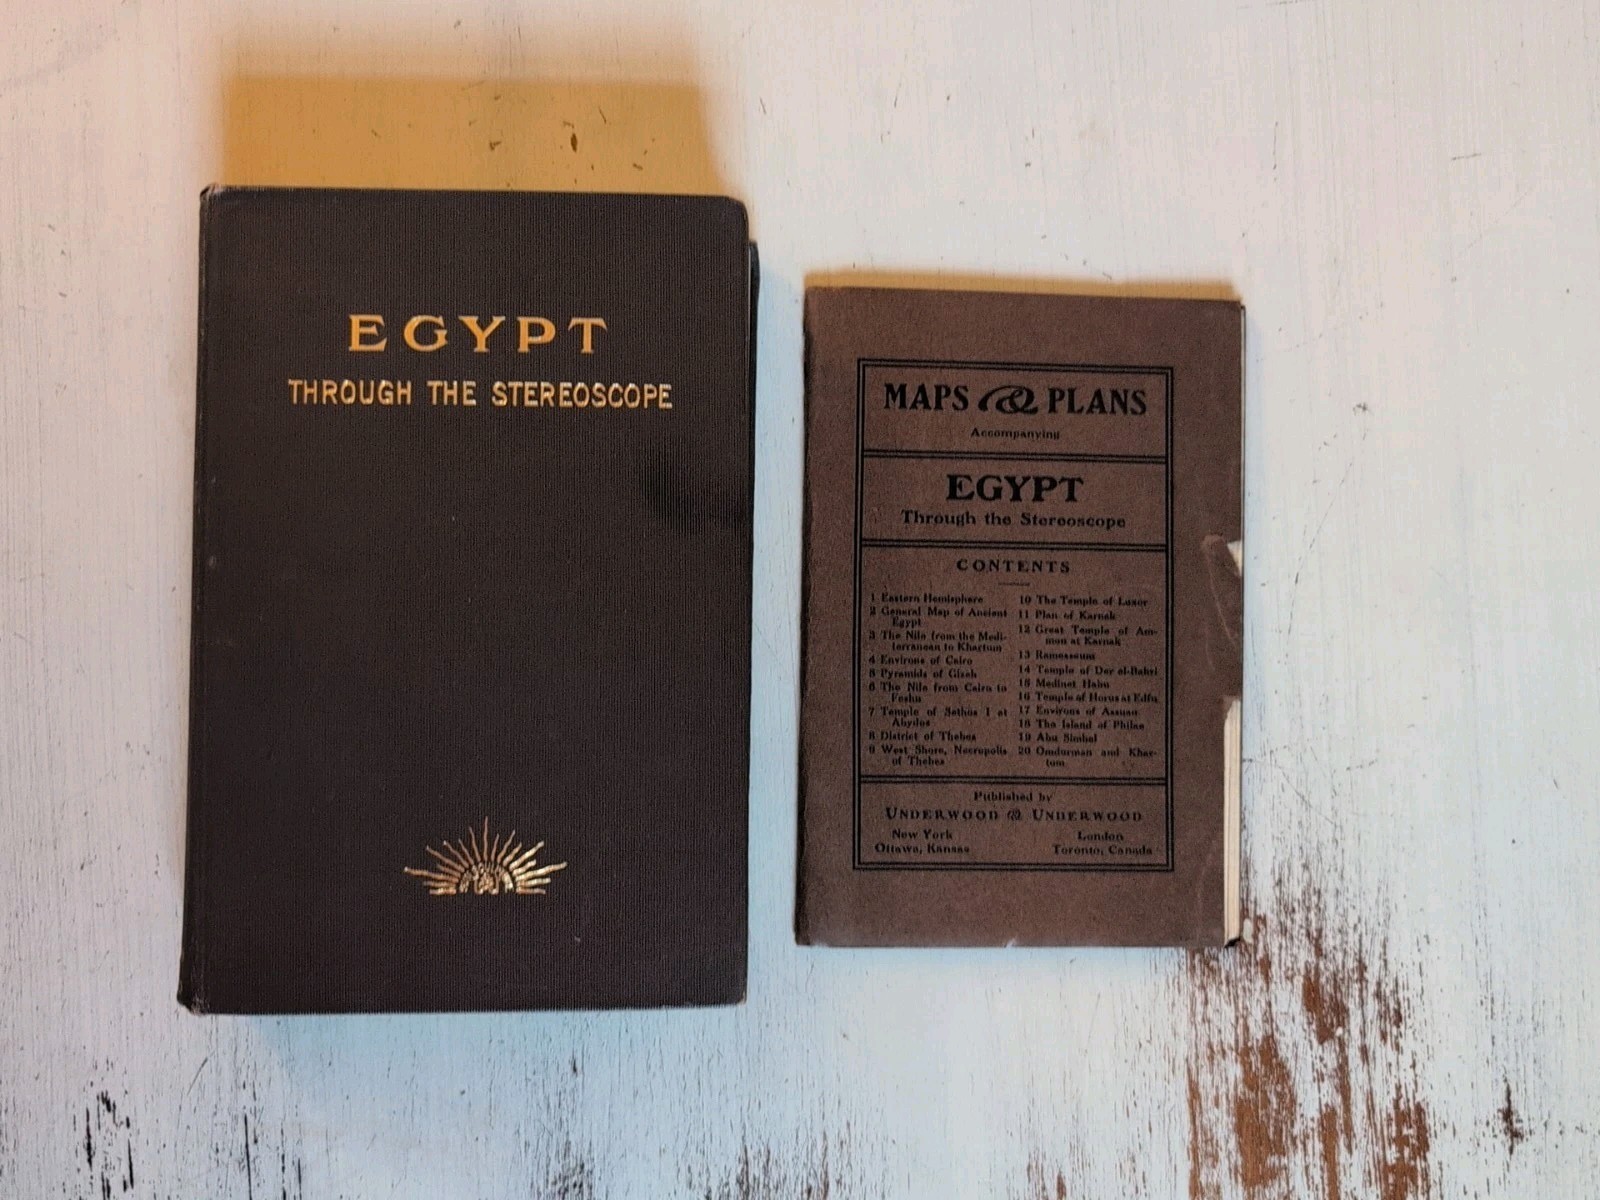 EGYPT
THROUGH THE STEREOSCOPE
MAPS & PLANS
Accompanying
EGYPT
Through the Stereoscope
CONTENTS
1 Eastern Hemisphere
2 General Map of Ancient
Egypt
3 The Nile from the Medi-
terranean to Khartum
4 Environs of Cairo
5 Pyramids of Gizeh
6 The Nile from Cairo to
Feshn
7 Temple of Sethos I at
Abydos
8 District of Thebes
9 West Shore, Necropolis
of Thebes
10 The Temple of Luxor
11 Plan of Karnak
12 Great Temple of Am-
mon at Karnak
13 Ramesseum
14 Temple of Der el-Bahri
15 Medinet Habu
16 Temple of Horus at Edfu
17 Environs of Assuan
18 The Island of Philae
19 Abu Simbel
20 Omdurman and Khar-
tum
Published by
UNDERWOOD & UNDERWOOD
New York London
Ottawa, Kansas Toronto, Canada